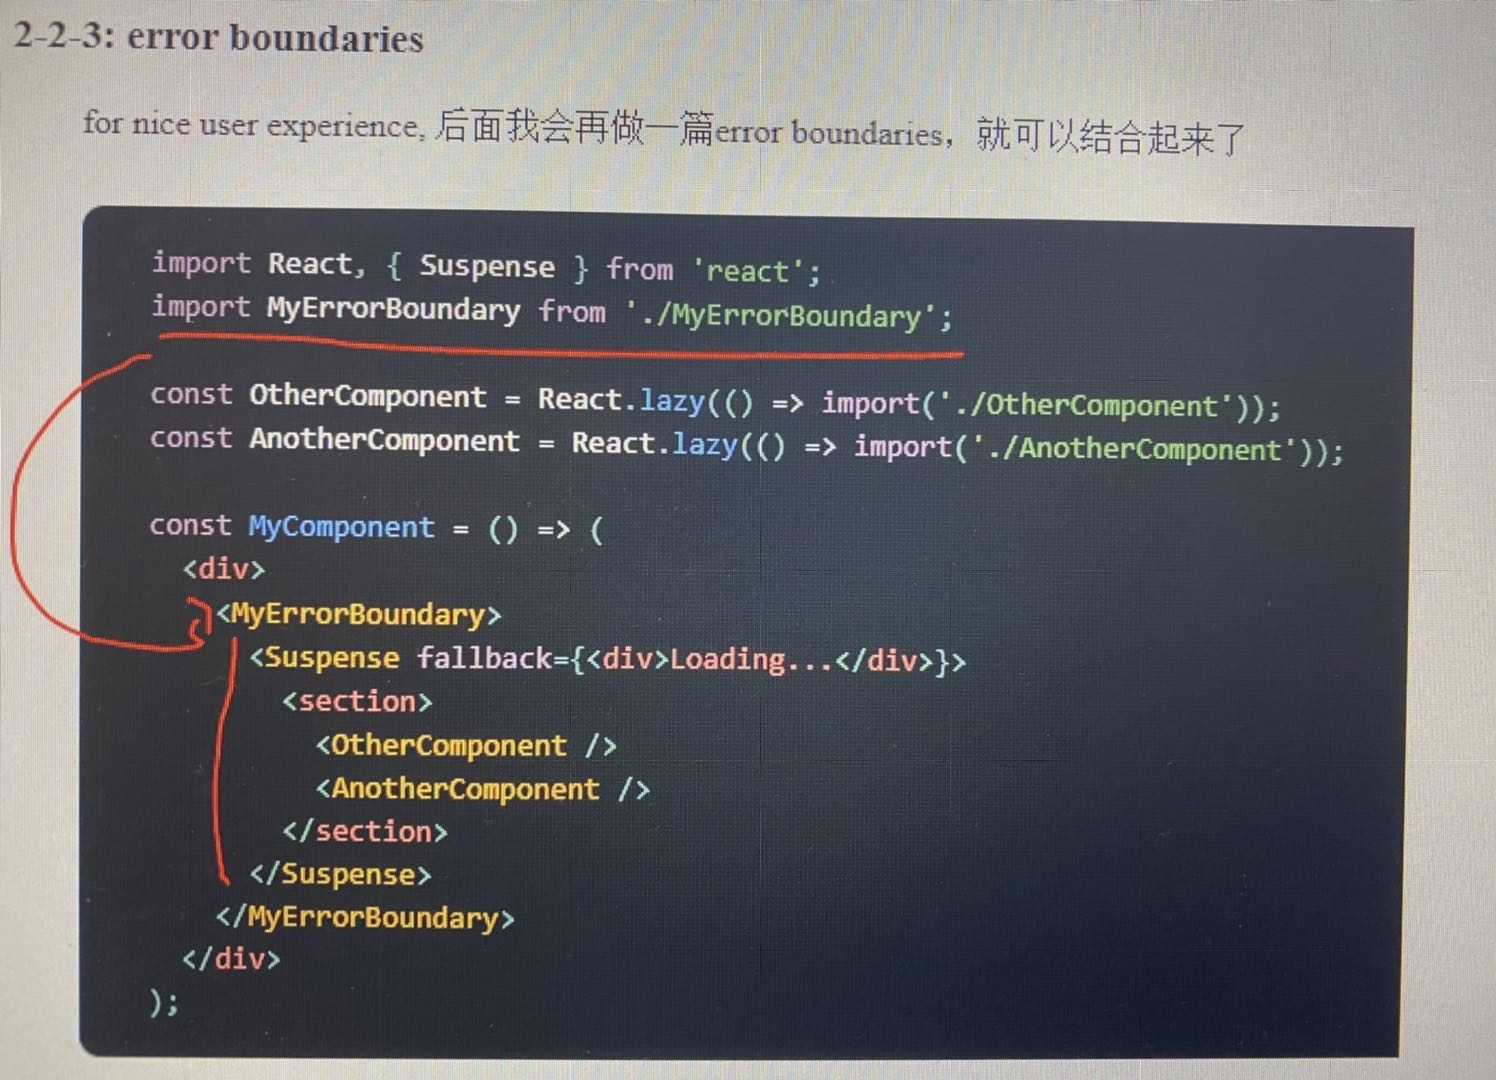 2-2-3: error boundaries
for nice user experience, 后面我会再做一篇error boundaries，就可以结合起来了
import React, { Suspense } from 'react';
import MyErrorBoundary from './MyErrorBoundary';
const OtherComponent = React.lazy(() => import('./OtherComponent'));
const AnotherComponent = React.lazy(() => import('./AnotherComponent'));
const MyComponent = () => (
<div>
<MyErrorBoundary>
<Suspense fallback={<div>Loading...</div>}>
<section>
<OtherComponent />
<AnotherComponent />
</section>
</Suspense>
</MyErrorBoundary>
</div>
);